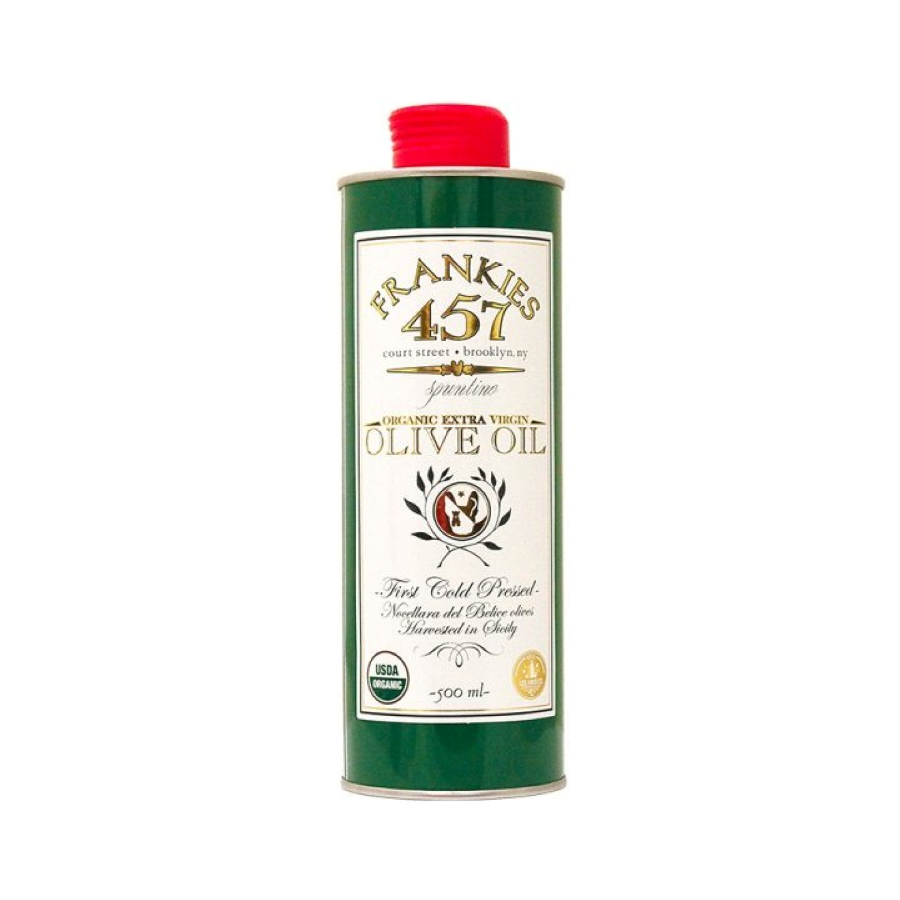 FRANKIES
457
court street • brooklyn, ny
spuntino
ORGANIC EXTRA VIRGIN
OLIVE OIL
-First Cold Pressed-
Nocellara del Belice olives
Harvested in Sicily
USDA
ORGANIC
-500 ml-